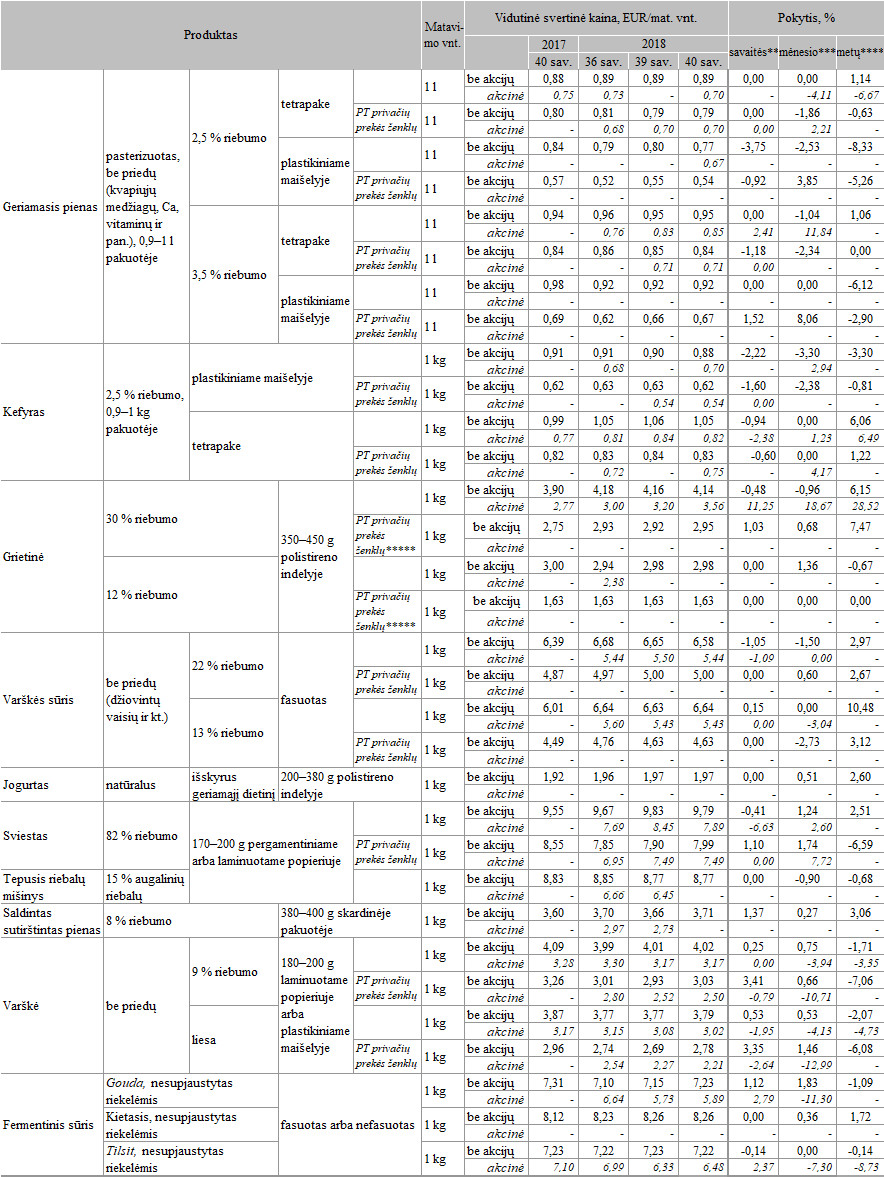 Produktas Matavi- Vidutinė svertinė kaina, EUR/mat. vnt. Pokytis, %
mo vnt. 2017 2018 savaitės** mėnesio*** metų****
40 sav. 36 sav. 39 sav. 40 sav.
Geriamasis pienas pasterizuotas, be priedų (kvapiųjų medžiagų, Ca, vitaminų ir pan.), 0,9–1 l pakuotėje
2,5 % riebumo tetrapake 1 l be akcijų 0,88 0,89 0,89 0,89 0,00 0,00 1,14
akcinė 0,75 0,73 - 0,70 - -4,11 -6,67
PT privačių prekės ženklų 1 l be akcijų 0,80 0,81 0,79 0,79 0,00 -1,86 -0,63
akcinė - 0,68 0,70 0,70 0,00 2,21 -
plastikiniame maišelyje 1 l be akcijų 0,84 0,79 0,80 0,77 -3,75 -2,53 -8,33
akcinė - - - 0,67 - - -
PT privačių prekės ženklų 1 l be akcijų 0,57 0,52 0,55 0,54 -0,92 3,85 -5,26
akcinė - - - - - - -
3,5 % riebumo tetrapake 1 l be akcijų 0,94 0,96 0,95 0,95 0,00 -1,04 1,06
akcinė - 0,76 0,83 0,85 2,41 11,84 -
PT privačių prekės ženklų 1 l be akcijų 0,84 0,86 0,85 0,84 -1,18 -2,34 0,00
akcinė - - 0,71 0,71 0,00 - -
plastikiniame maišelyje 1 l be akcijų 0,98 0,92 0,92 0,92 0,00 0,00 -6,12
akcinė - - - - - - -
PT privačių prekės ženklų 1 l be akcijų 0,69 0,62 0,66 0,67 1,52 8,06 -2,90
akcinė - - - - - - -
Kefyras 2,5 % riebumo, 0,9–1 kg pakuotėje
plastikiniame maišelyje 1 kg be akcijų 0,91 0,91 0,90 0,88 -2,22 -3,30 -3,30
akcinė - 0,68 - 0,70 - 2,94 -
PT privačių prekės ženklų 1 kg be akcijų 0,62 0,63 0,63 0,62 -1,60 -2,38 -0,81
akcinė - - 0,54 0,54 0,00 - -
tetrapake 1 kg be akcijų 0,99 1,05 1,06 1,05 -0,94 0,00 6,06
akcinė 0,77 0,81 0,84 0,82 -2,38 1,23 6,49
PT privačių prekės ženklų 1 kg be akcijų 0,82 0,83 0,84 0,83 -0,60 0,00 1,22
akcinė - 0,72 - 0,75 - 4,17 -
Grietinė 350–450 g polistireno indelyje
30 % riebumo 1 kg be akcijų 3,90 4,18 4,16 4,14 -0,48 -0,96 6,15
akcinė 2,77 3,00 3,20 3,56 11,25 18,67 28,52
PT privačių prekės ženklų***** 1 kg be akcijų 2,75 2,93 2,92 2,95 1,03 0,68 7,47
akcinė - - - - - - -
12 % riebumo 1 kg be akcijų 3,00 2,94 2,98 2,98 0,00 1,36 -0,67
akcinė - 2,38 - - - - -
PT privačių prekės ženklų***** 1 kg be akcijų 1,63 1,63 1,63 1,63 0,00 0,00 0,00
akcinė - - - - - - -
Varškės sūris be priedų (džiovintų vaisių ir kt.) fasuotas
22 % riebumo 1 kg be akcijų 6,39 6,68 6,65 6,58 -1,05 -1,50 2,97
akcinė - 5,44 5,50 5,44 -1,09 0,00 -
PT privačių prekės ženklų 1 kg be akcijų 4,87 4,97 5,00 5,00 0,00 0,60 2,67
akcinė - - - - - - -
13 % riebumo 1 kg be akcijų 6,01 6,64 6,63 6,64 0,15 0,00 10,48
akcinė - 5,60 5,43 5,43 0,00 -3,04 -
PT privačių prekės ženklų 1 kg be akcijų 4,49 4,76 4,63 4,63 0,00 -2,73 3,12
akcinė - - - - - - -
Jogurtas natūralus išskyrus geriamąjį dietinį 200–380 g polistireno indelyje 1 kg be akcijų 1,92 1,96 1,97 1,97 0,00 0,51 2,60
akcinė - - - - - - -
Sviestas 82 % riebumo 170–200 g pergamentiniame arba laminuotame popieriuje 1 kg be akcijų 9,55 9,67 9,83 9,79 -0,41 1,24 2,51
akcinė - 7,69 8,45 7,89 -6,63 2,60 -
PT privačių prekės ženklų 1 kg be akcijų 8,55 7,85 7,90 7,99 1,10 1,74 -6,59
akcinė - 6,95 7,49 7,49 0,00 7,72 -
Tepusis riebalų mišinys 15 % augalinių riebalų 1 kg be akcijų 8,83 8,85 8,77 8,77 0,00 -0,90 -0,68
akcinė - 6,66 6,45 - - - -
Saldintas sutirštintas pienas 8 % riebumo 380–400 g skardinėje pakuotėje 1 kg be akcijų 3,60 3,70 3,66 3,71 1,37 0,27 3,06
akcinė - 2,97 2,73 - - - -
Varškė be priedų 180–200 g laminuotame popieriuje arba plastikiniame maišelyje
9 % riebumo 1 kg be akcijų 4,09 3,99 4,01 4,02 0,25 0,75 -1,71
akcinė 3,28 3,30 3,17 3,17 0,00 -3,94 -3,35
PT privačių prekės ženklų 1 kg be akcijų 3,26 3,01 2,93 3,03 3,41 0,66 -7,06
akcinė - 2,80 2,52 2,50 -0,79 -10,71 -
liesa 1 kg be akcijų 3,87 3,77 3,77 3,79 0,53 0,53 -2,07
akcinė 3,17 3,15 3,08 3,02 -1,95 -4,13 -4,73
PT privačių prekės ženklų 1 kg be akcijų 2,96 2,74 2,69 2,78 3,35 1,46 -6,08
akcinė - 2,54 2,27 2,21 -2,64 -12,99 -
Fermentinis sūris fasuotas arba nefasuotas
Gouda, nesupjaustytas riekelėmis 1 kg be akcijų 7,31 7,10 7,15 7,23 1,12 1,83 -1,09
akcinė - 6,64 5,73 5,89 2,79 -11,30 -
Kietasis, nesupjaustytas riekelėmis 1 kg be akcijų 8,12 8,23 8,26 8,26 0,00 0,36 1,72
akcinė - - - - - - -
Tilsit, nesupjaustytas riekelėmis 1 kg be akcijų 7,23 7,22 7,23 7,22 -0,14 0,00 -0,14
akcinė 7,10 6,99 6,33 6,48 2,37 -7,30 -8,73